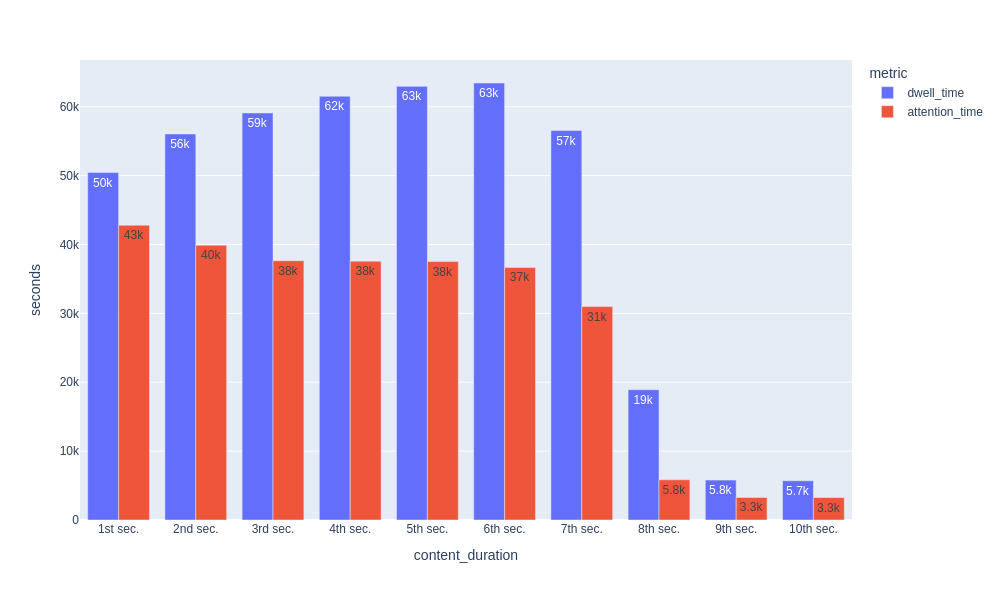 metric
dwell_time
attention_time
seconds
60k
50k
40k
30k
20k
10k
0
50k
56k
59k
62k
63k
63k
57k
19k
5.8k
5.7k
43k
40k
38k
38k
38k
37k
31k
5.8k
3.3k
3.3k
1st sec.
2nd sec.
3rd sec.
4th sec.
5th sec.
6th sec.
7th sec.
8th sec.
9th sec.
10th sec.
content_duration